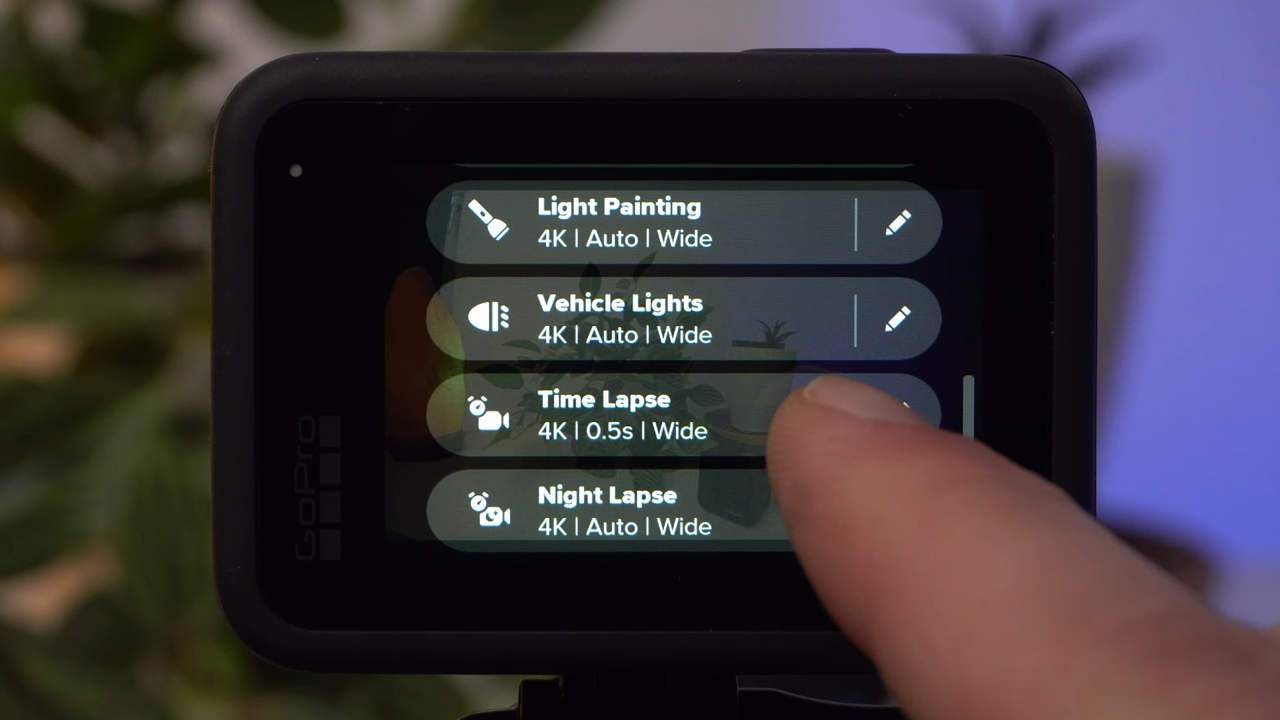 Light Painting
4K | Auto | Wide
Vehicle Lights
4K | Auto | Wide
Time Lapse
4K | 0.5s | Wide
Night Lapse
4K | Auto | Wide
GoPro